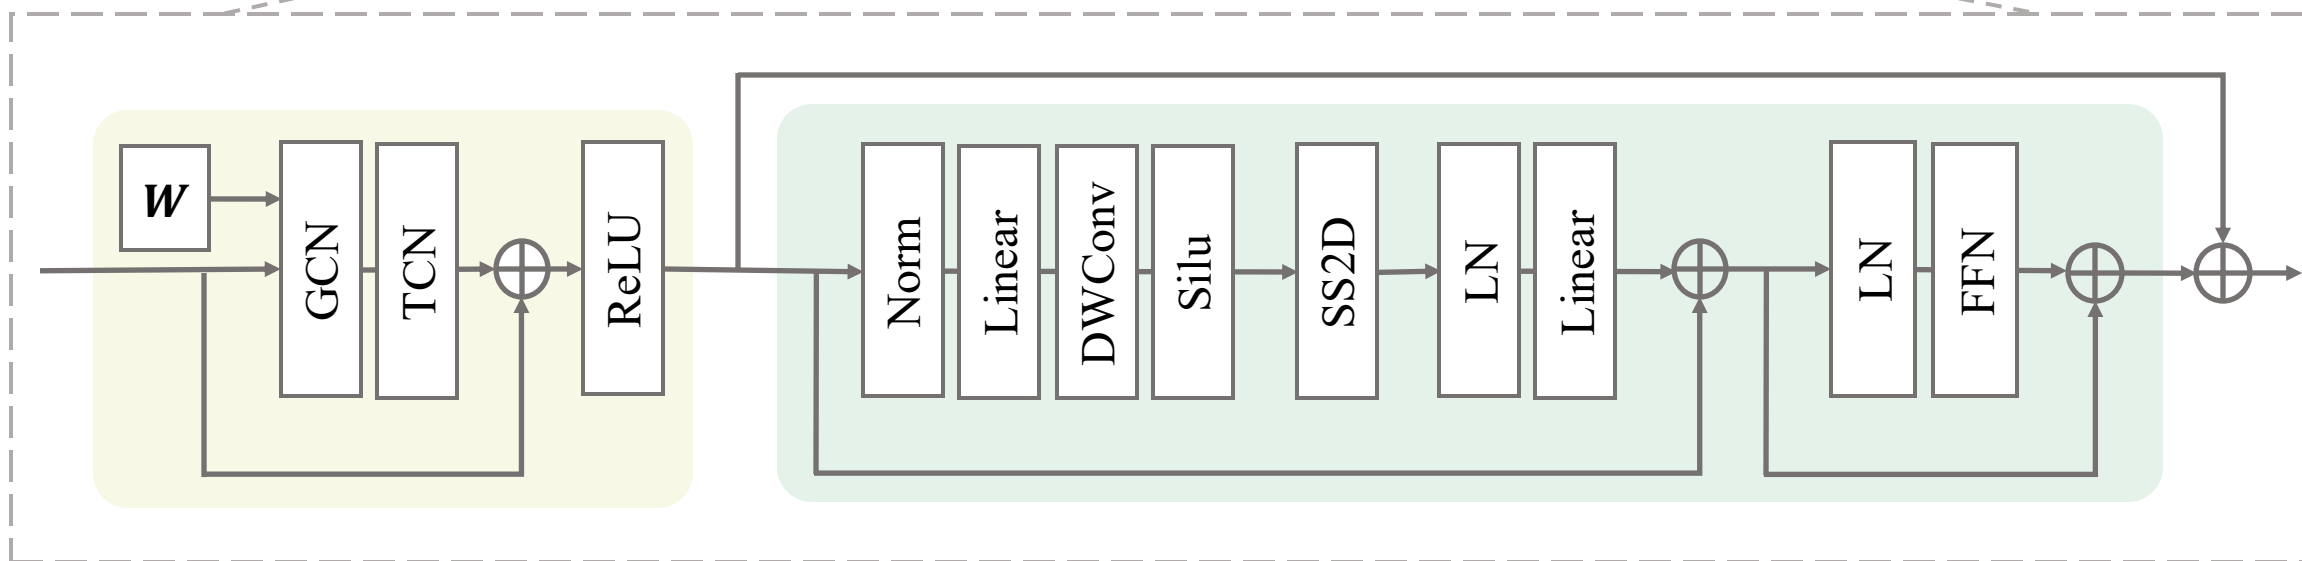 W
GCN
TCN
ReLU
Norm
Linear
DWConv
Silu
SS2D
LN
Linear
LN
FFN